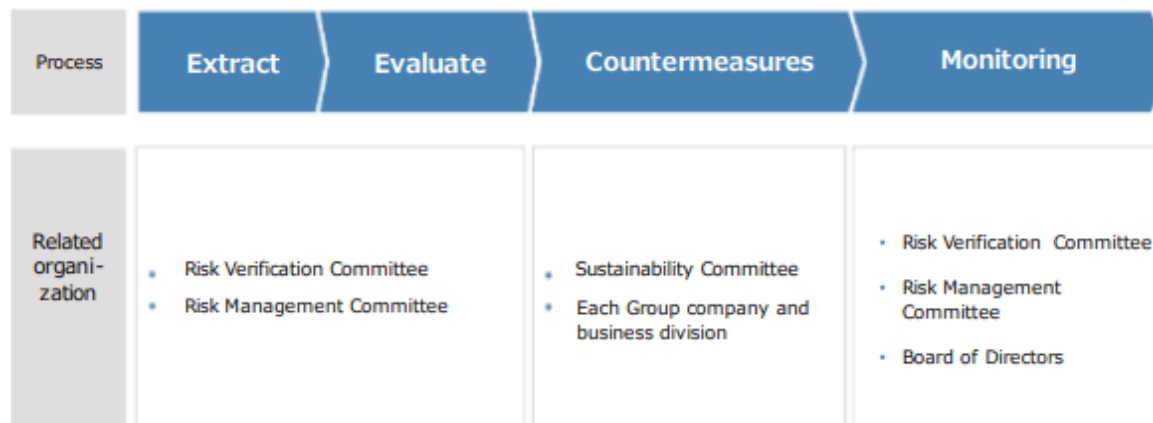 Process
Extract
Evaluate
Countermeasures
Monitoring
Related
organi-
zation
• Risk Verification Committee
• Risk Management Committee
• Sustainability Committee
• Each Group company and
business division
• Risk Verification Committee
• Risk Management
Committee
• Board of Directors